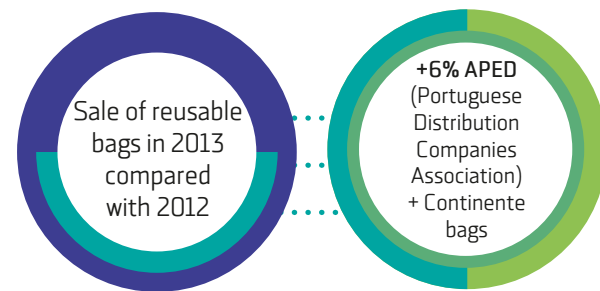 Sale of reusable
bags in 2013
compared
with 2012
+6% APED
(Portuguese
Distribution
Companies
Association)
+ Continente
bags